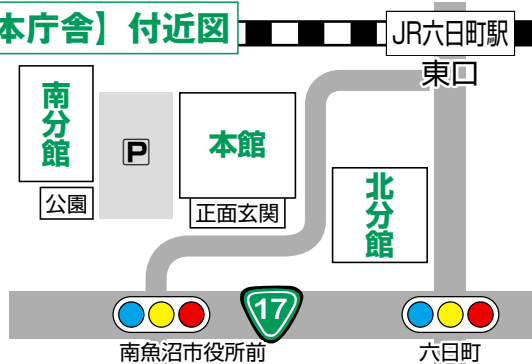 本庁舎】付近図
JR六日町駅
東口
南分館
P
本館
公園
正面玄関
北分館
17
南魚沼市役所前
六日町